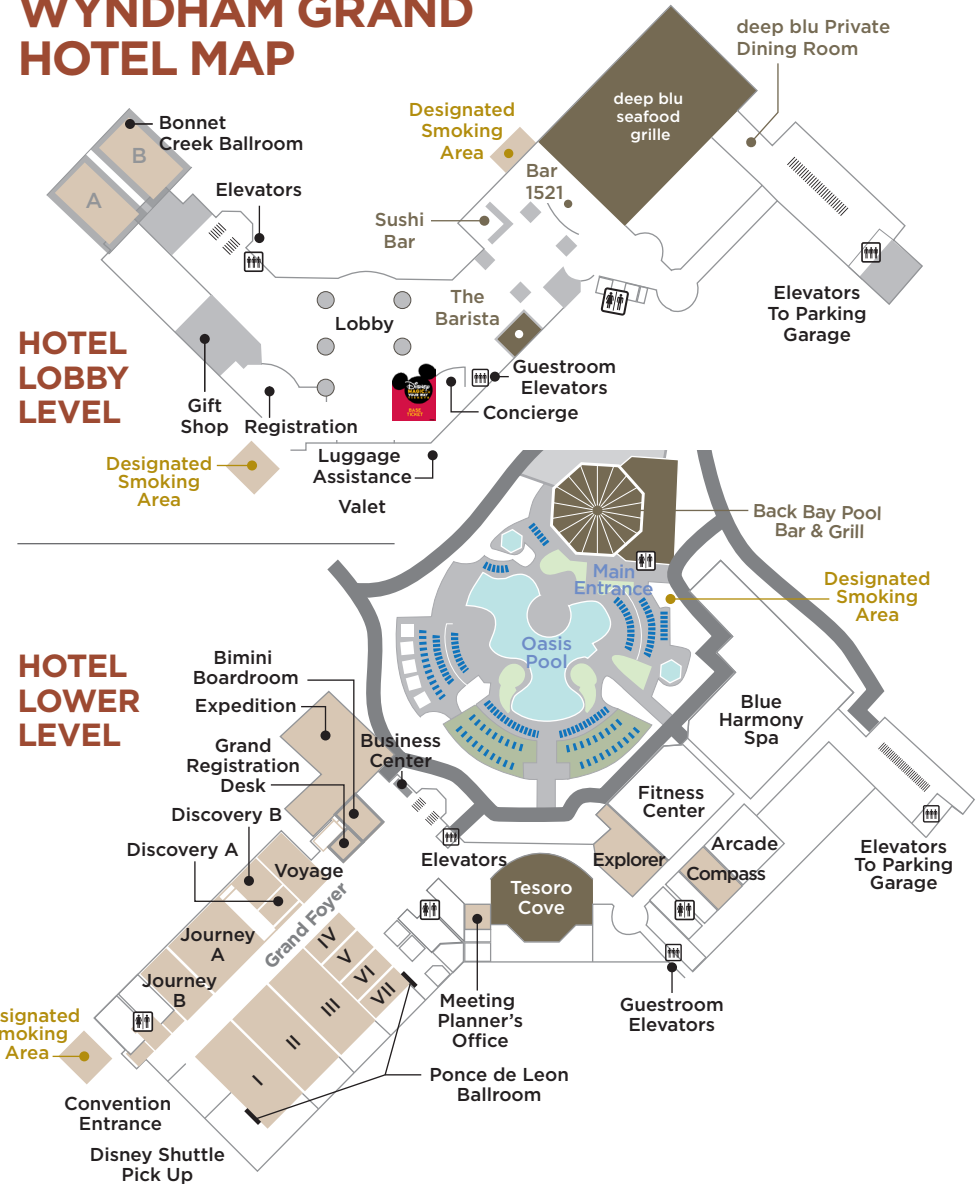 WYNDHAM GRAND
HOTEL MAP
deep blu Private
Dining Room
deep blu
seafood
grille
Designated
Smoking
Area
Bonnet
Creek Ballroom
B
A
Elevators
Bar
1521
Sushi
Bar
The
Barista
Lobby
Elevators
To Parking
Garage
HOTEL
LOBBY
LEVEL
Gift
Shop
Registration
Guestroom
Elevators
Concierge
Disney
MAGIC
YOUR WAY
BASE
TICKET
Designated
Smoking
Area
Luggage
Assistance
Valet
Back Bay Pool
Bar & Grill
Main
Entrance
Designated
Smoking
Area
Oasis
Pool
HOTEL
LOWER
LEVEL
Bimini
Boardroom
Expedition
Grand
Registration
Desk
Business
Center
Blue
Harmony
Spa
Fitness
Center
Discovery B
Discovery A
Voyage
Elevators
Explorer
Arcade
Compass
Elevators
To Parking
Garage
Tesoro
Cove
Grand Foyer
Journey
A
Journey
B
IV
V
VI
VII
III
II
I
Meeting
Planner's
Office
Guestroom
Elevators
signated
moking
Area
Ponce de Leon
Ballroom
Convention
Entrance
Disney Shuttle
Pick Up